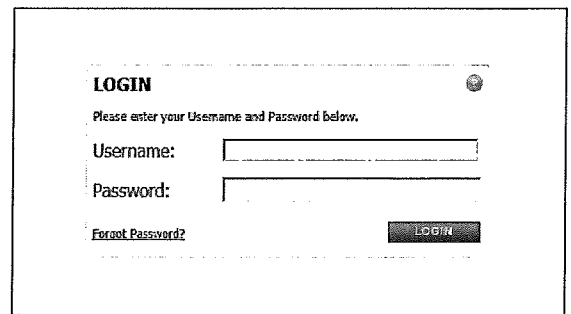 LOGIN
Please enter your Username and Password below.
Username:
Password:
Forgot Password?
LOGIN